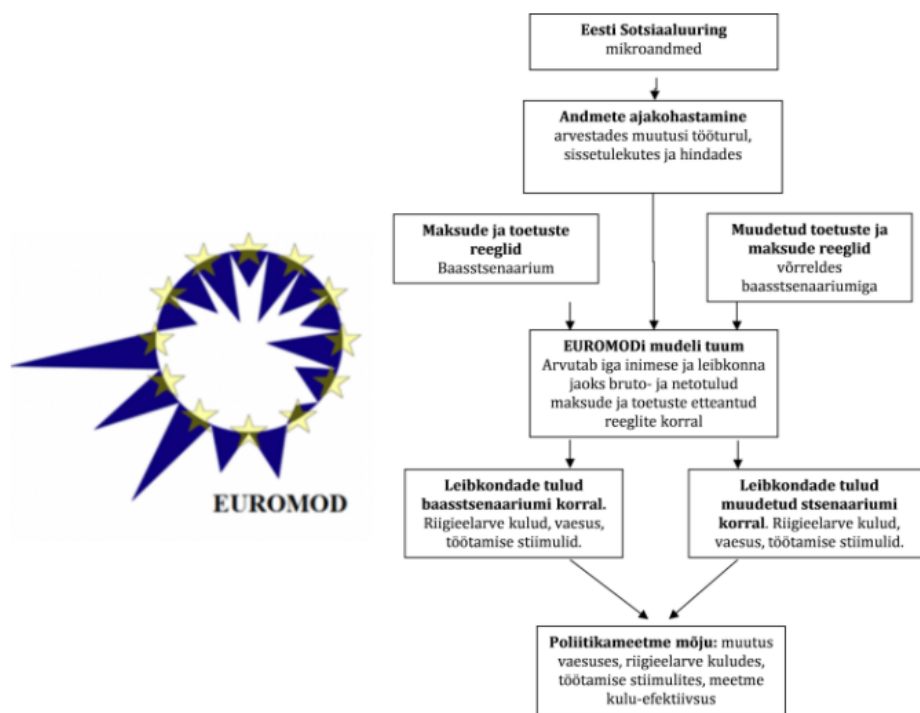 Eesti Sotsiaaluuring
mikroandmed
Andmete ajakohastamine
arvestades muutusi tööturul,
sissetulekutes ja hindades
Maksude ja toetuste
reeglid
Baasstsenaarium
Muudetud toetuste ja
maksude reeglid
võrreldes
baasstsenaariumiga
EUROMODi mudeli tuum
Arvutab iga inimese ja leibkonna
jaoks bruto- ja netotulud
maksude ja toetuste etteantud
reeglite korral
EUROMOD
Leibkondade tulud
baasstsenaariumi korral.
Riigieelarve kulud, vaesus,
töötamise stiimulid.
Leibkondade tulud
muudetud stsenaariumi
korral. Riigieelarve kulud,
vaesus, töötamise stiimulid.
Poliitikameetme mõju: muutus
vaesuses, riigieelarve kuludes,
töötamise stiimulites, meetme
kulu-efektiivsus